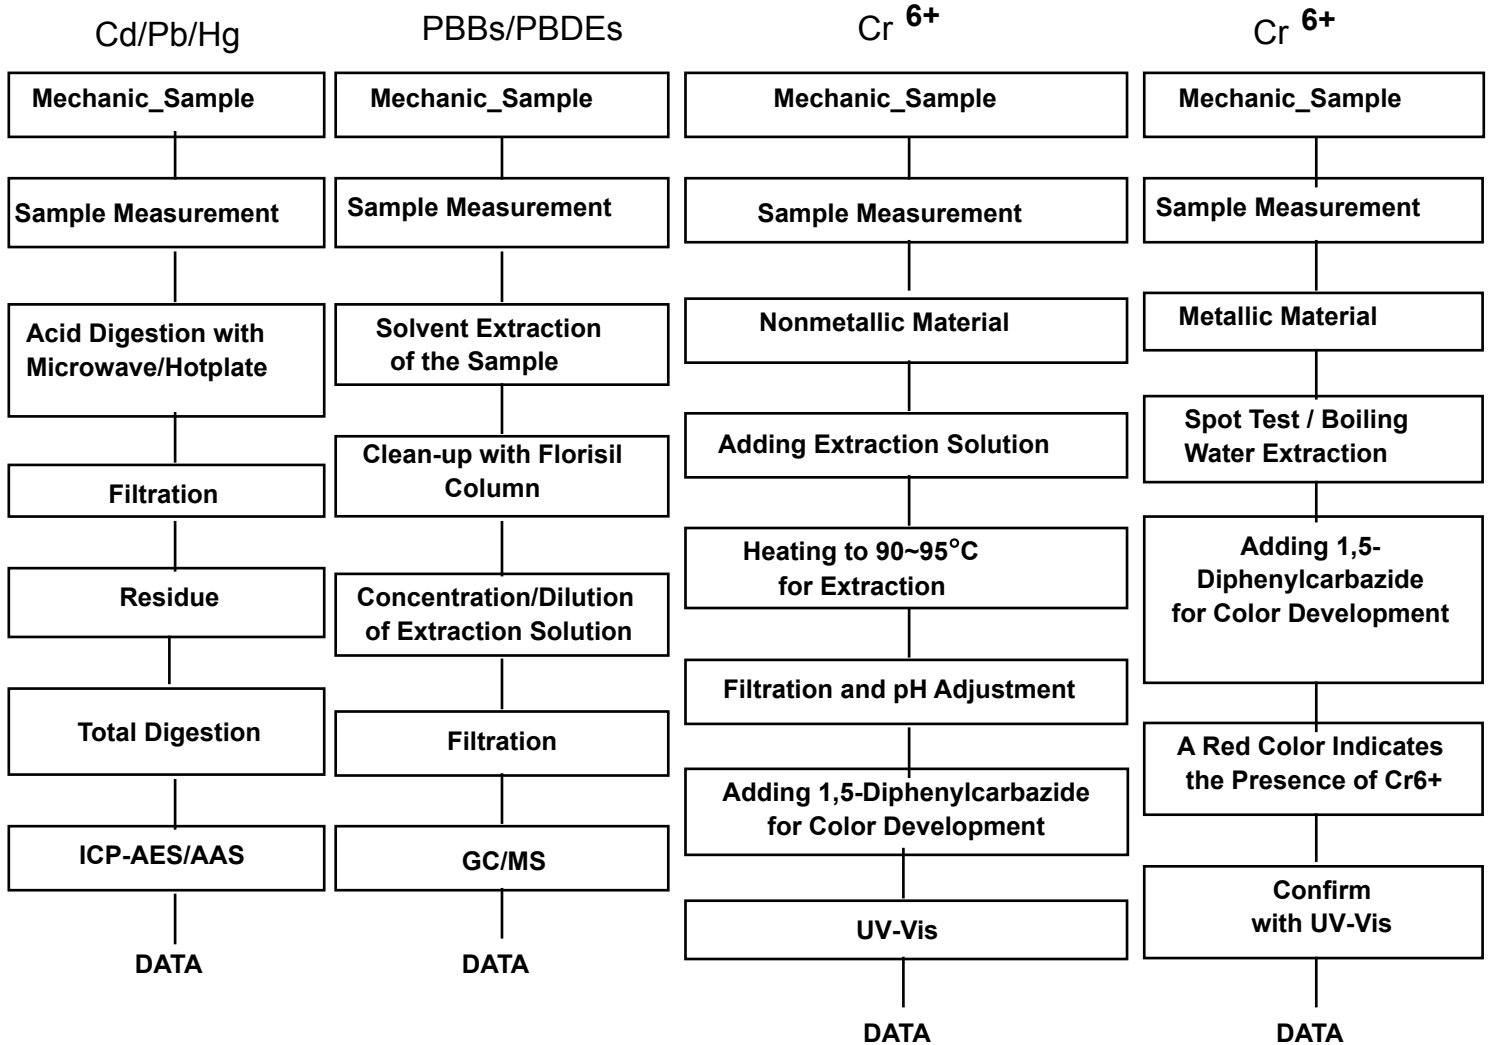 Cd/Pb/Hg
Mechanic_Sample
Sample Measurement
Acid Digestion with
Microwave/Hotplate
Filtration
Residue
Total Digestion
ICP-AES/AAS
DATA
PBBs/PBDEs
Mechanic_Sample
Sample Measurement
Solvent Extraction
of the Sample
Clean-up with Florisil
Column
Concentration/Dilution
of Extraction Solution
Filtration
GC/MS
DATA
Cr 6+
Mechanic_Sample
Sample Measurement
Nonmetallic Material
Adding Extraction Solution
Heating to 90~95°C
for Extraction
Filtration and pH Adjustment
Adding 1,5-Diphenylcarbazide
for Color Development
UV-Vis
DATA
Cr 6+
Mechanic_Sample
Sample Measurement
Metallic Material
Spot Test / Boiling
Water Extraction
Adding 1,5-
Diphenylcarbazide
for Color Development
A Red Color Indicates
the Presence of Cr6+
Confirm
with UV-Vis
DATA